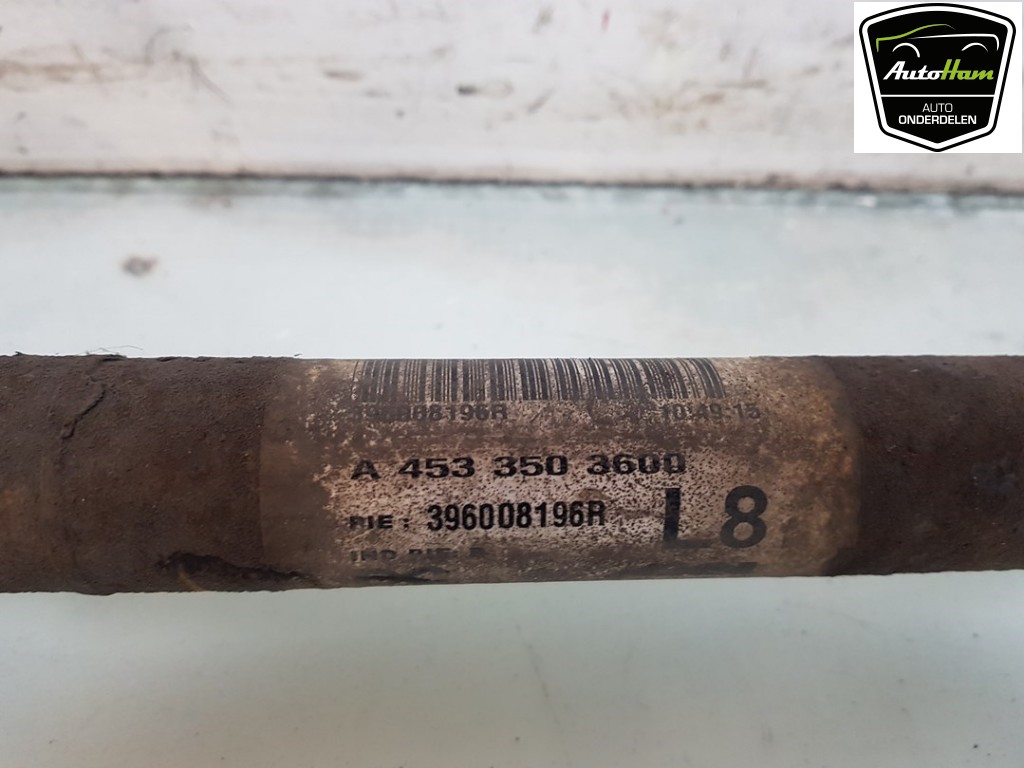 AutoHam
AUTO
ONDERDELEN
396008196R 10:49:15
A 453 350 3600
PIE : 396008196R L8